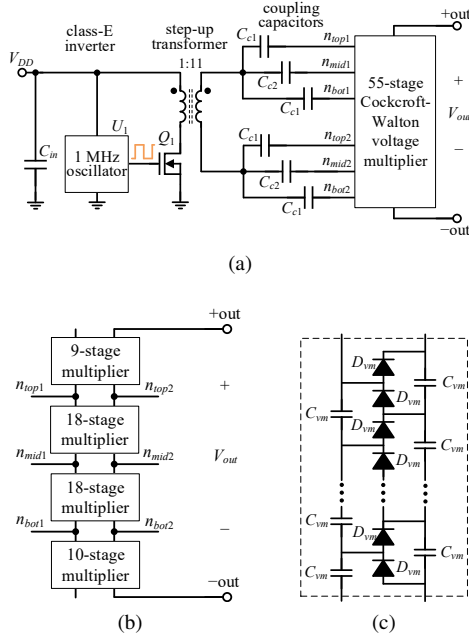 class-E
inverter
step-up
transformer
1:11
coupling
capacitors
+out
V_DD
C_c1
n_top1
C_c2
n_mid1
C_c1
n_bot1
55-stage
Cockcroft-
Walton
voltage
multiplier
+
V_out
−
U_1
Q_1
1 MHz
oscillator
C_in
C_c1
n_top2
C_c2
n_mid2
C_c1
n_bot2
−out
(a)
+out
9-stage
multiplier
n_top1
n_top2
+
18-stage
multiplier
n_mid1
n_mid2
V_out
18-stage
multiplier
n_bot1
n_bot2
−
10-stage
multiplier
−out
(b)
D_vm
C_vm
D_vm
C_vm
D_vm
C_vm
D_vm
C_vm
D_vm
C_vm
C_vm
D_vm
(c)